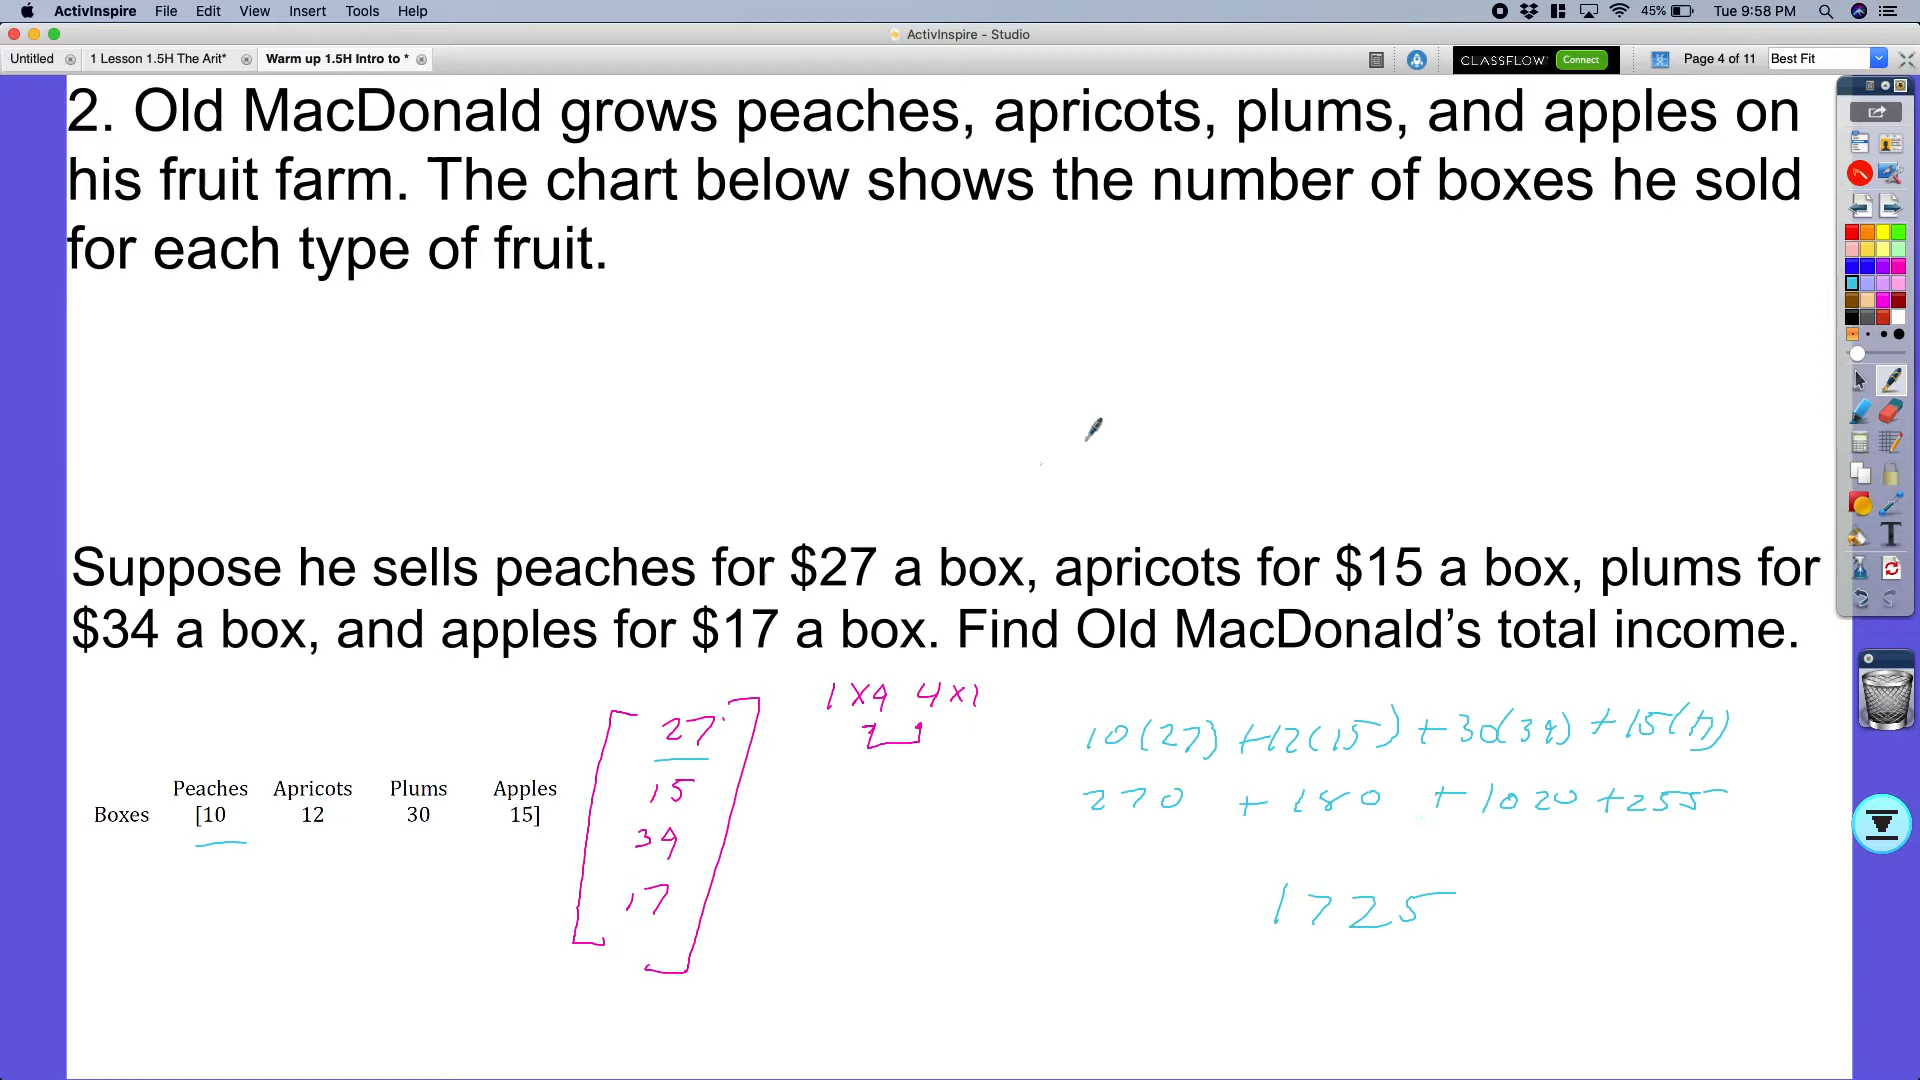 ActivInspire File Edit View Insert Tools Help 45% Tue 9:58 PM
ActivInspire - Studio
Untitled 1 Lesson 1.5H The Arit* Warm up 1.5H Intro to * CLASSFLOW Connect Page 4 of 11 Best Fit
2. Old MacDonald grows peaches, apricots, plums, and apples on
his fruit farm. The chart below shows the number of boxes he sold
for each type of fruit.
Suppose he sells peaches for $27 a box, apricots for $15 a box, plums for
$34 a box, and apples for $17 a box. Find Old MacDonald’s total income.
Peaches Apricots Plums Apples
Boxes [10 12 30 15]
27
15
34
17
1x4 4x1
10(27) +12(15) +30(34) +15(17)
270 + 180 + 1020 +255
1725